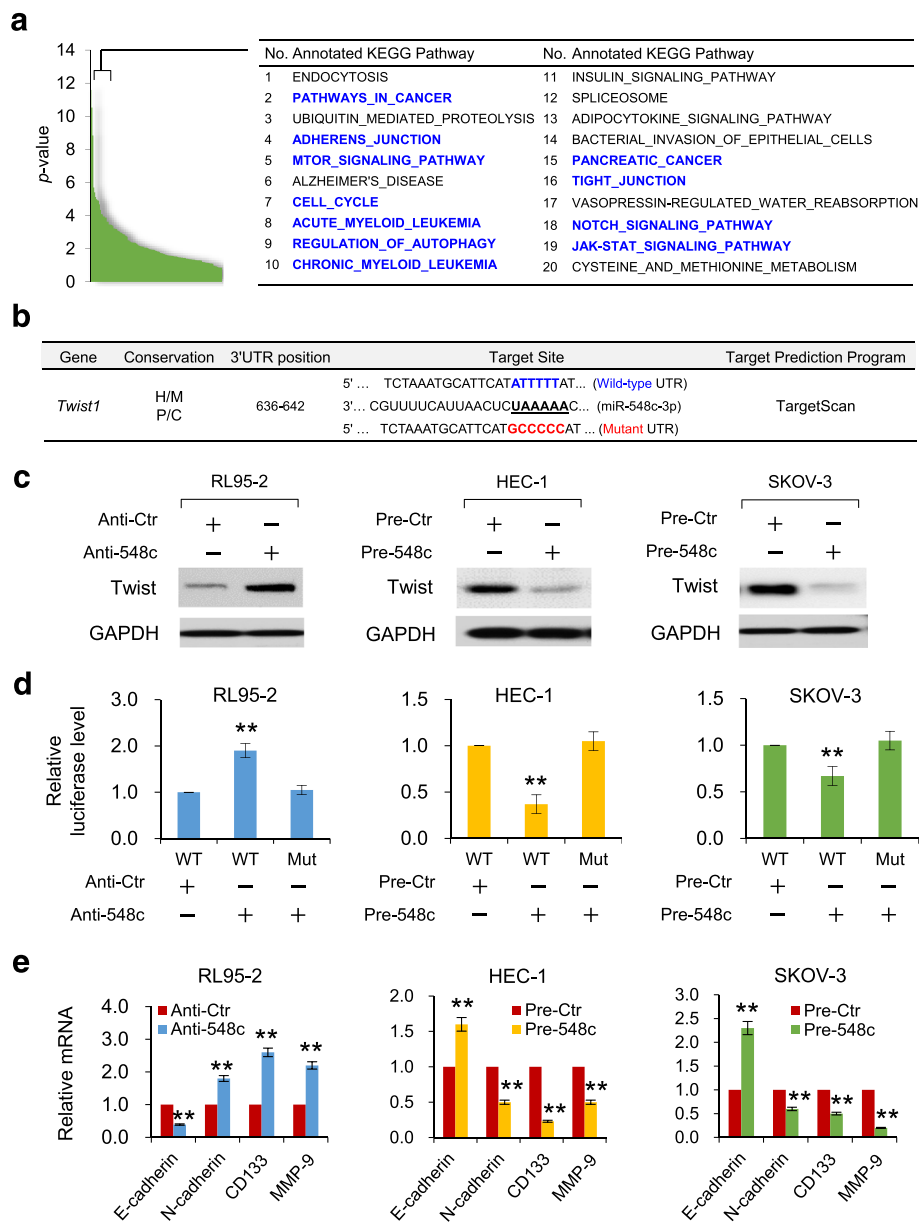 a
14
12
10
8
6
4
2
0
p-value
No. Annotated KEGG Pathway
1 ENDOCYTOSIS
2 PATHWAYS_IN_CANCER
3 UBIQUITIN_MEDIATED_PROTEOLYSIS
4 ADHERENS_JUNCTION
5 MTOR_SIGNALING_PATHWAY
6 ALZHEIMER'S_DISEASE
7 CELL_CYCLE
8 ACUTE_MYELOID_LEUKEMIA
9 REGULATION_OF_AUTOPHAGY
10 CHRONIC_MYELOID_LEUKEMIA
No. Annotated KEGG Pathway
11 INSULIN_SIGNALING_PATHWAY
12 SPLICEOSOME
13 ADIPOCYTOKINE_SIGNALING_PATHWAY
14 BACTERIAL_INVASION_OF_EPITHELIAL_CELLS
15 PANCREATIC_CANCER
16 TIGHT_JUNCTION
17 VASOPRESSIN-REGULATED_WATER_REABSORTION
18 NOTCH_SIGNALING_PATHWAY
19 JAK-STAT_SIGNALING_PATHWAY
20 CYSTEINE_AND_METHIONINE_METABOLISM
b
Gene Conservation 3'UTR position Target Site Target Prediction Program
Twist1
H/M
P/C
636-642
5' ... TCTAAATGCATTCATATTTTTAT... (Wild-type UTR)
3'... CGUUUUCAUUAACUCUAAAAAC... (miR-548c-3p)
5' ... TCTAAATGCATTCATGCCCCCAT ... (Mutant UTR)
TargetScan
c
RL95-2
Anti-Ctr + −
Anti-548c − +
Twist
GAPDH
HEC-1
Pre-Ctr + −
Pre-548c − +
Twist
GAPDH
SKOV-3
Pre-Ctr + −
Pre-548c − +
Twist
GAPDH
d
RL95-2
Relative
luciferase level
3.0
2.0
1.0
0.0
**
WT WT Mut
Anti-Ctr + − −
Anti-548c − + +
HEC-1
1.5
1.0
0.5
0.0
**
WT WT Mut
Pre-Ctr + − −
Pre-548c − + +
SKOV-3
1.5
1.0
0.5
0.0
**
WT WT Mut
Pre-Ctr + − −
Pre-548c − + +
e
RL95-2
Relative mRNA
4.0
3.0
2.0
1.0
0.0
Anti-Ctr
Anti-548c
** ** ** **
E-cadherin
N-cadherin
CD133
MMP-9
HEC-1
2.0
1.5
1.0
0.5
0.0
Pre-Ctr
Pre-548c
** ** ** **
E-cadherin
N-cadherin
CD133
MMP-9
SKOV-3
3.0
2.5
2.0
1.5
1.0
0.5
0.0
Pre-Ctr
Pre-548c
** ** ** **
E-cadherin
N-cadherin
CD133
MMP-9